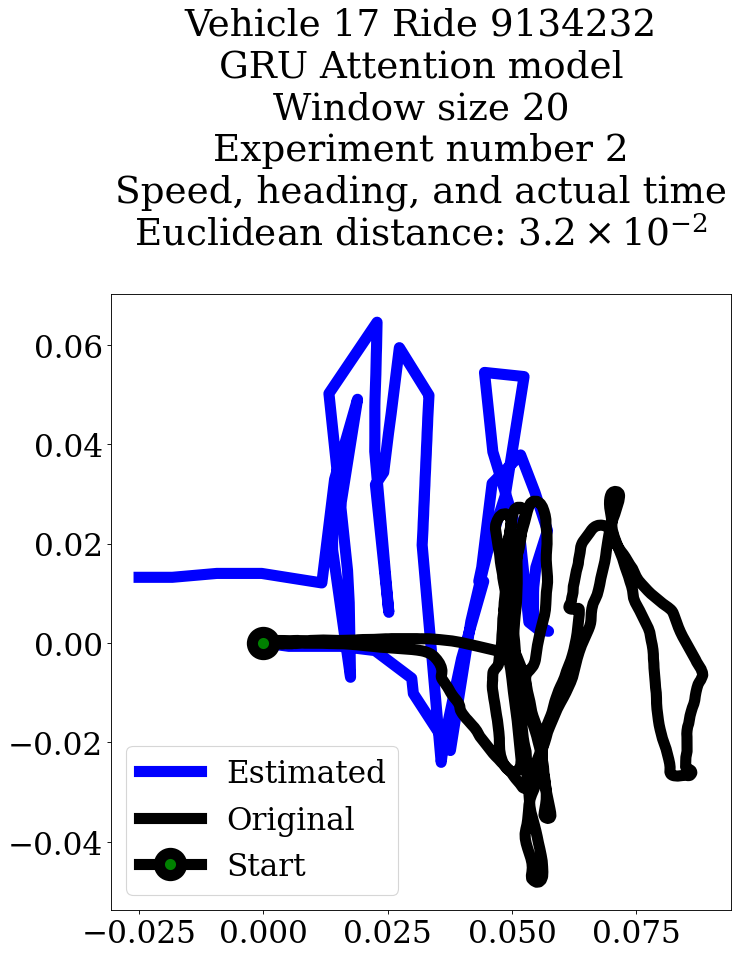 Vehicle 17 Ride 9134232
GRU Attention model
Window size 20
Experiment number 2
Speed, heading, and actual time
Euclidean distance: 3.2 × 10⁻²
0.06
0.04
0.02
0.00
−0.02
−0.04
Estimated
Original
Start
−0.025 0.000 0.025 0.050 0.075